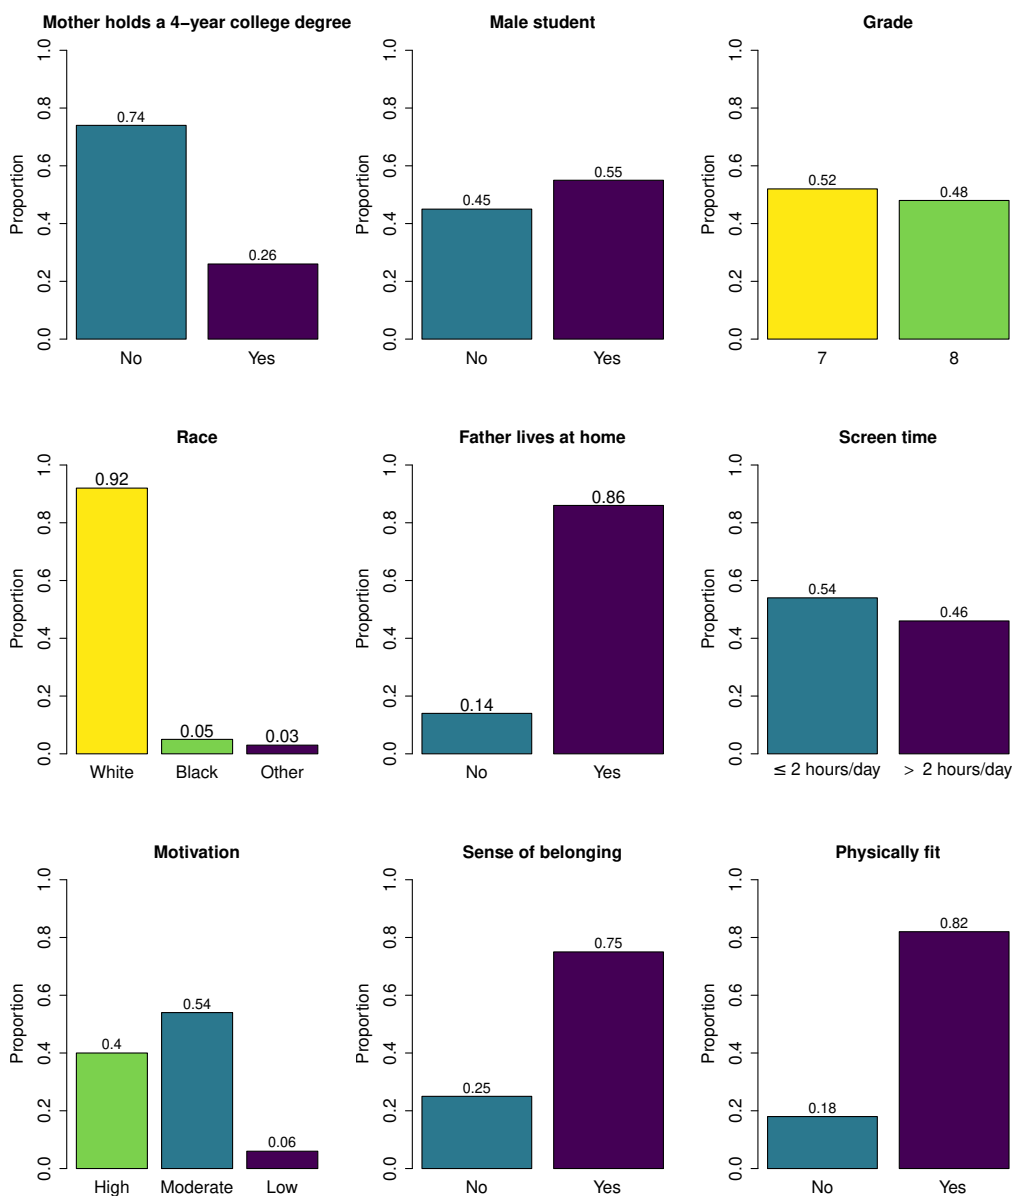 Mother holds a 4−year college degree
Proportion
0.0 0.2 0.4 0.6 0.8 1.0
0.74
0.26
No Yes
Male student
Proportion
0.0 0.2 0.4 0.6 0.8 1.0
0.45
0.55
No Yes
Grade
Proportion
0.0 0.2 0.4 0.6 0.8 1.0
0.52
0.48
7 8
Race
Proportion
0.0 0.2 0.4 0.6 0.8 1.0
0.92
0.05
0.03
White Black Other
Father lives at home
Proportion
0.0 0.2 0.4 0.6 0.8 1.0
0.14
0.86
No Yes
Screen time
Proportion
0.0 0.2 0.4 0.6 0.8 1.0
0.54
0.46
≤ 2 hours/day > 2 hours/day
Motivation
Proportion
0.0 0.2 0.4 0.6 0.8 1.0
0.4
0.54
0.06
High Moderate Low
Sense of belonging
Proportion
0.0 0.2 0.4 0.6 0.8 1.0
0.25
0.75
No Yes
Physically fit
Proportion
0.0 0.2 0.4 0.6 0.8 1.0
0.18
0.82
No Yes